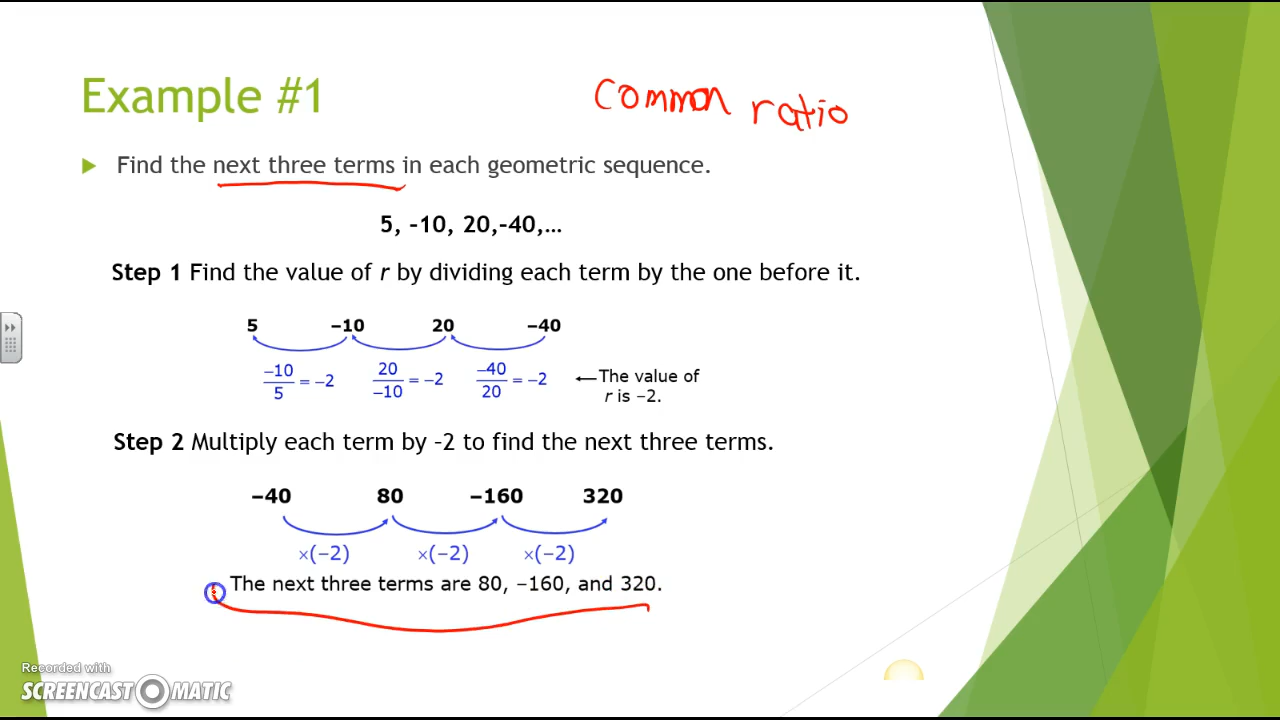 Example #1
common ratio
Find the next three terms in each geometric sequence.
5, -10, 20,-40,...
Step 1 Find the value of r by dividing each term by the one before it.
5 –10 20 –40
–10/5 = –2 20/–10 = –2 –40/20 = –2 ←The value of
r is –2.
Step 2 Multiply each term by –2 to find the next three terms.
–40 80 –160 320
×(–2) ×(–2) ×(–2)
The next three terms are 80, –160, and 320.
Recorded with
SCREENCAST-O-MATIC